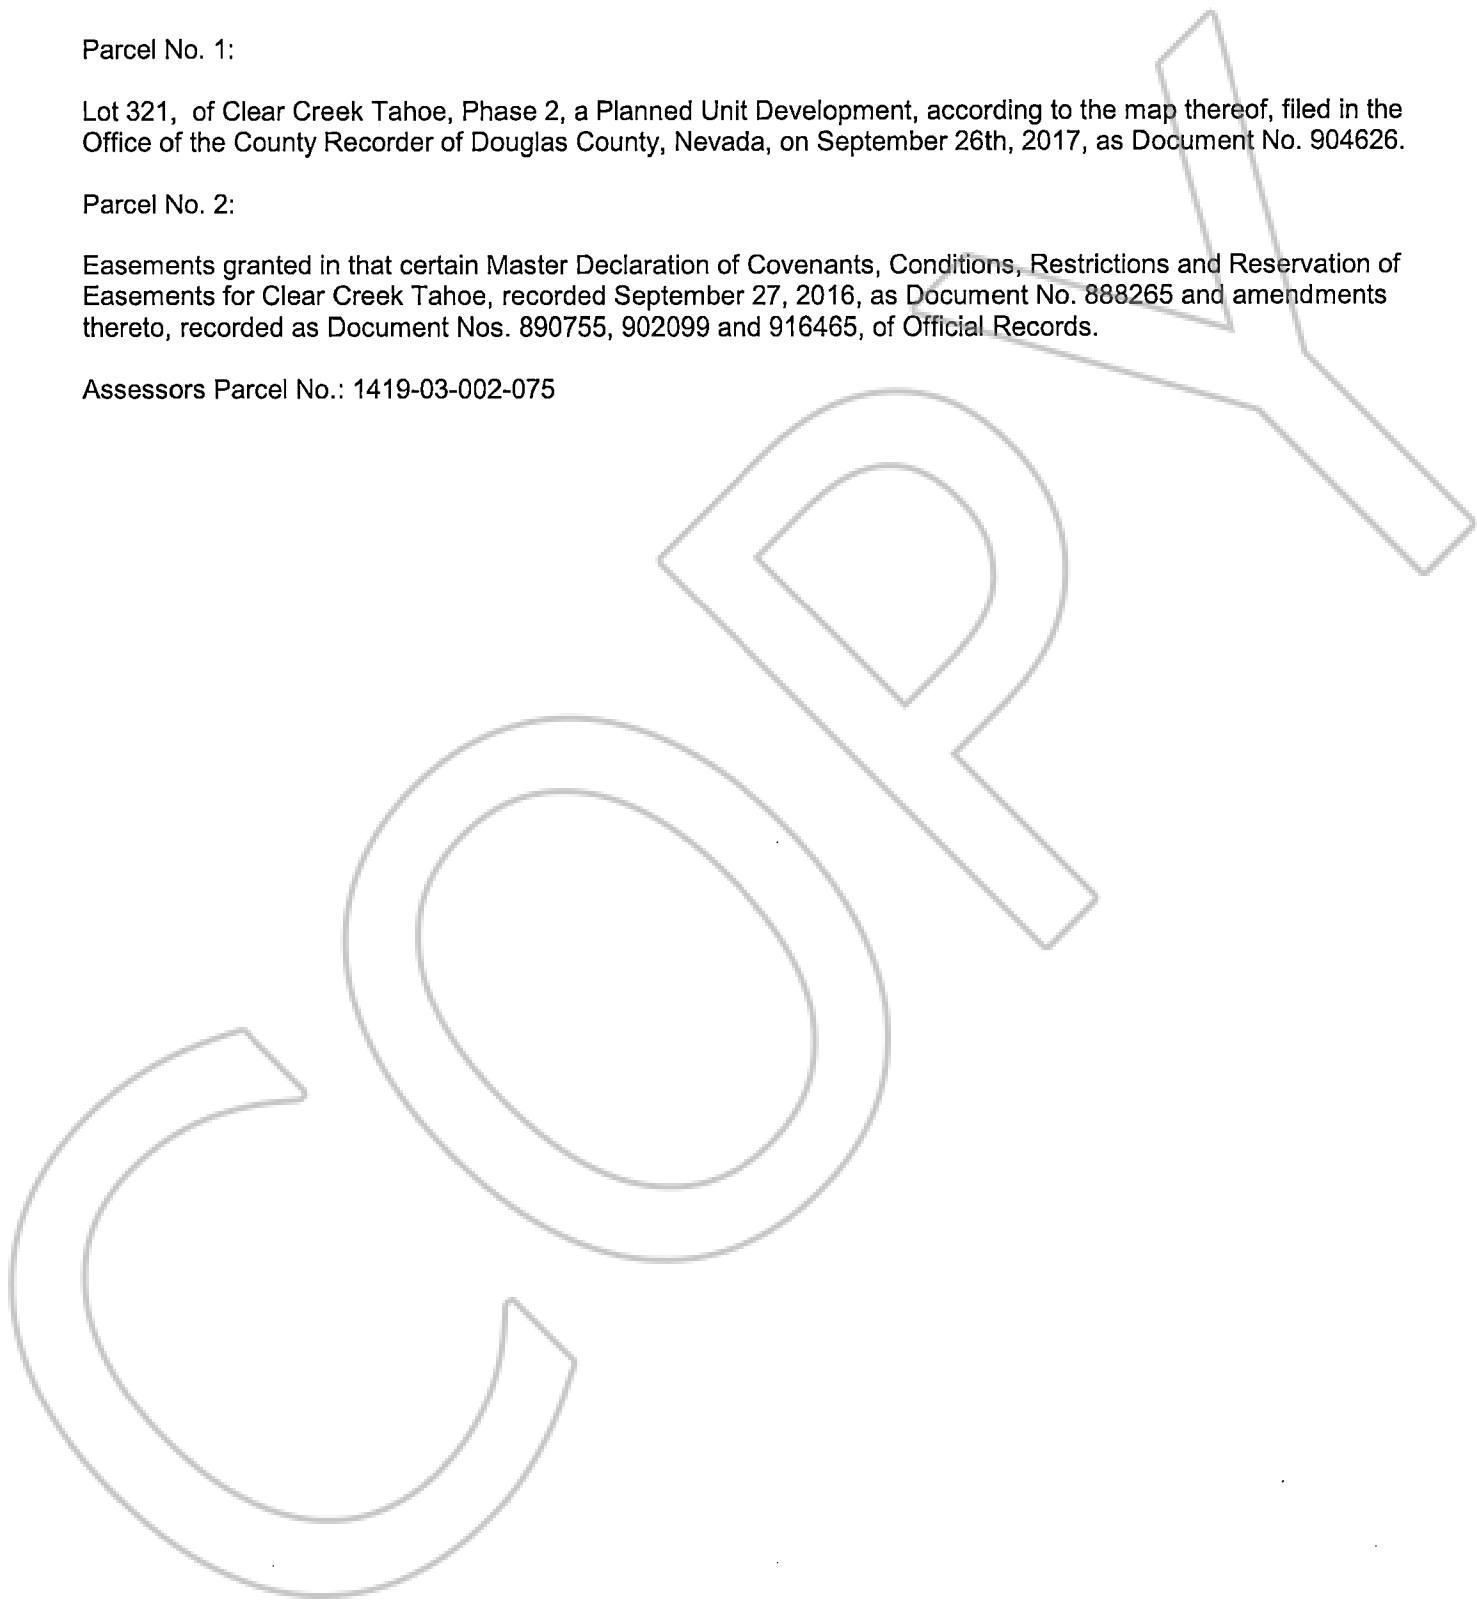 Parcel No. 1:
Lot 321, of Clear Creek Tahoe, Phase 2, a Planned Unit Development, according to the map thereof, filed in the
Office of the County Recorder of Douglas County, Nevada, on September 26th, 2017, as Document No. 904626.
Parcel No. 2:
Easements granted in that certain Master Declaration of Covenants, Conditions, Restrictions and Reservation of
Easements for Clear Creek Tahoe, recorded September 27, 2016, as Document No. 888265 and amendments
thereto, recorded as Document Nos. 890755, 902099 and 916465, of Official Records.
Assessors Parcel No.: 1419-03-002-075
COPY